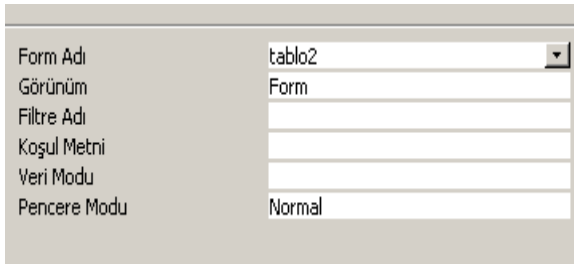 Form Adı tablo2
Görünüm Form
Filtre Adı
Koşul Metni
Veri Modu
Pencere Modu Normal